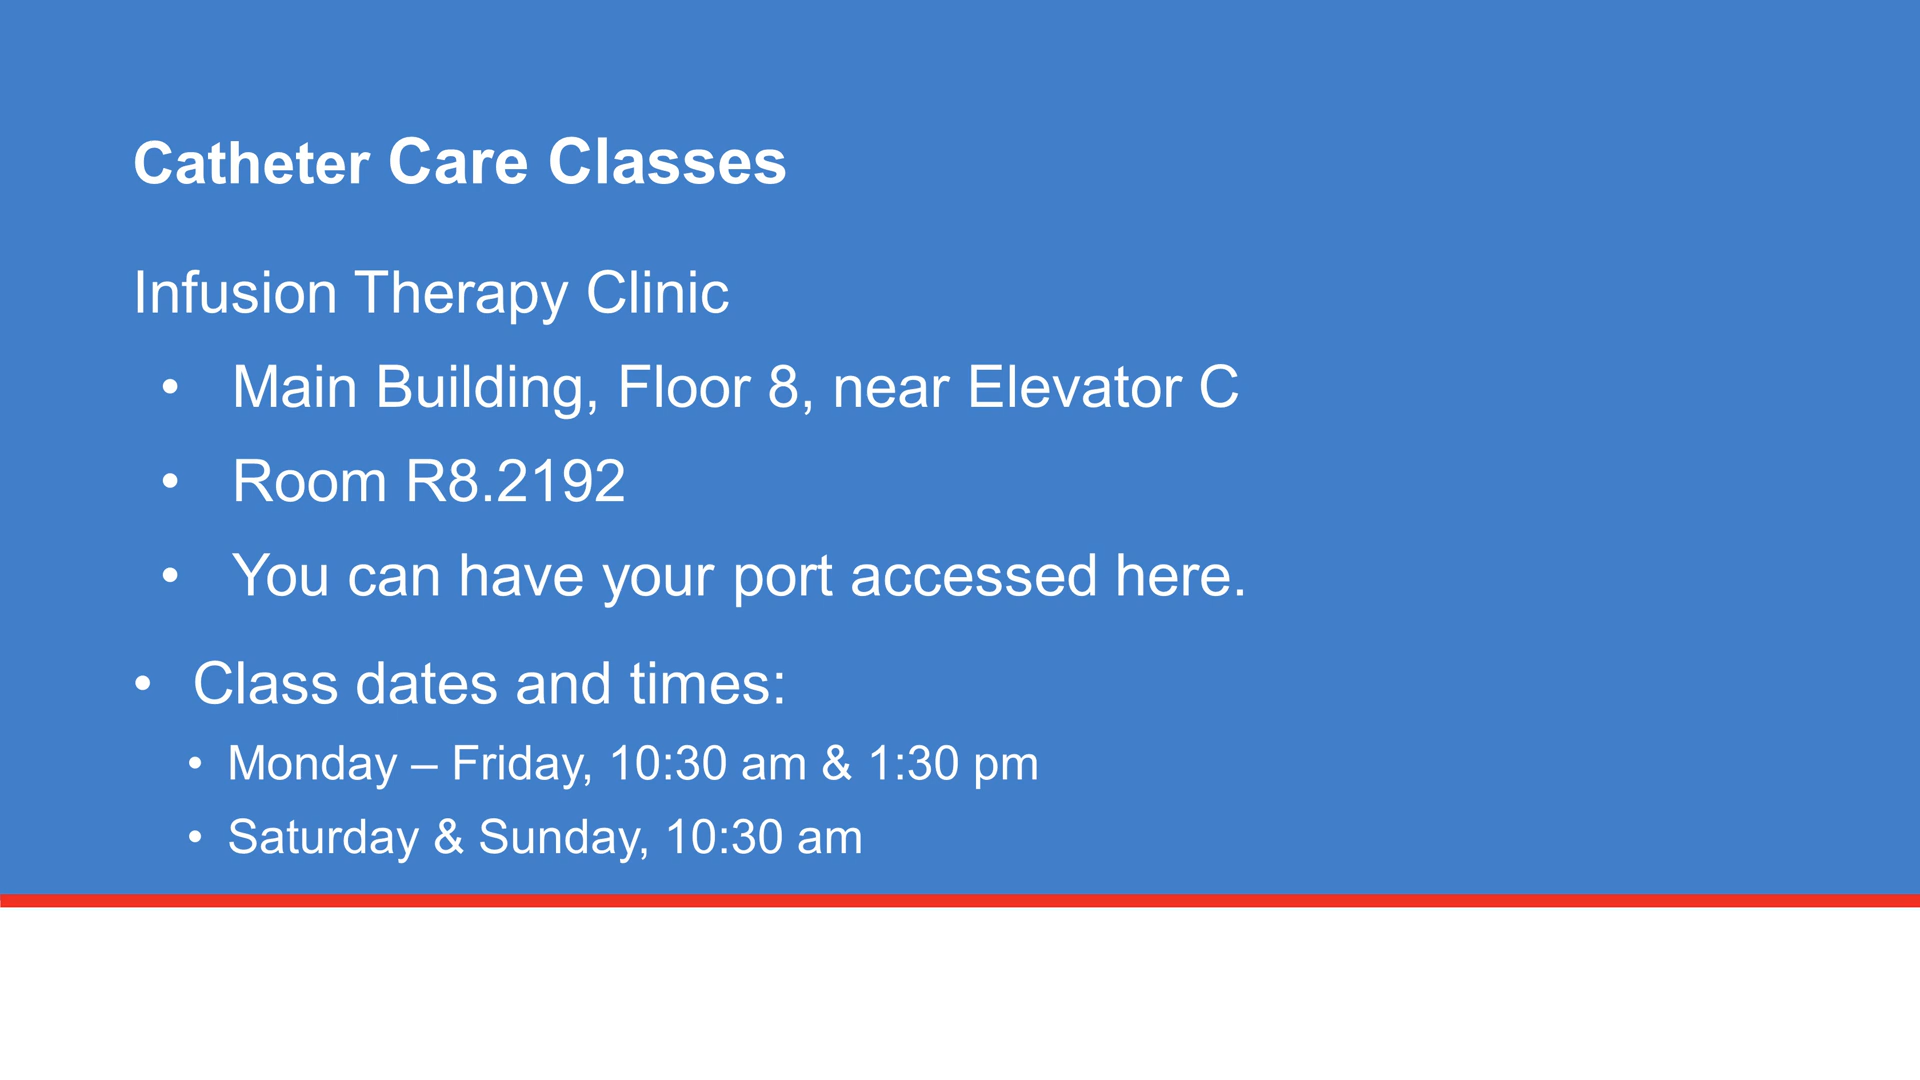 Catheter Care Classes
Infusion Therapy Clinic
• Main Building, Floor 8, near Elevator C
• Room R8.2192
• You can have your port accessed here.
• Class dates and times:
• Monday – Friday, 10:30 am & 1:30 pm
• Saturday & Sunday, 10:30 am